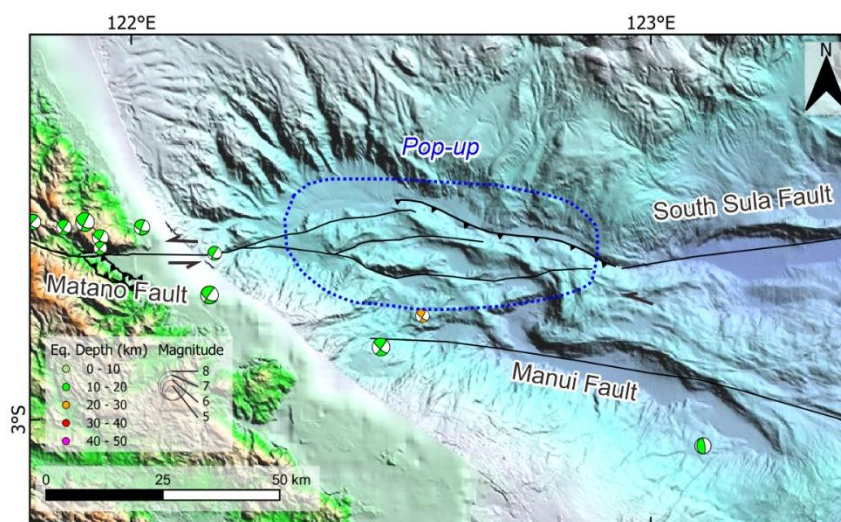 122°E
123°E
N
Pop-up
South Sula Fault
Matano Fault
Manui Fault
Eq. Depth (km) Magnitude
0 - 10
10 - 20
20 - 30
30 - 40
40 - 50
8
7
6
5
3°S
0 25 50 km